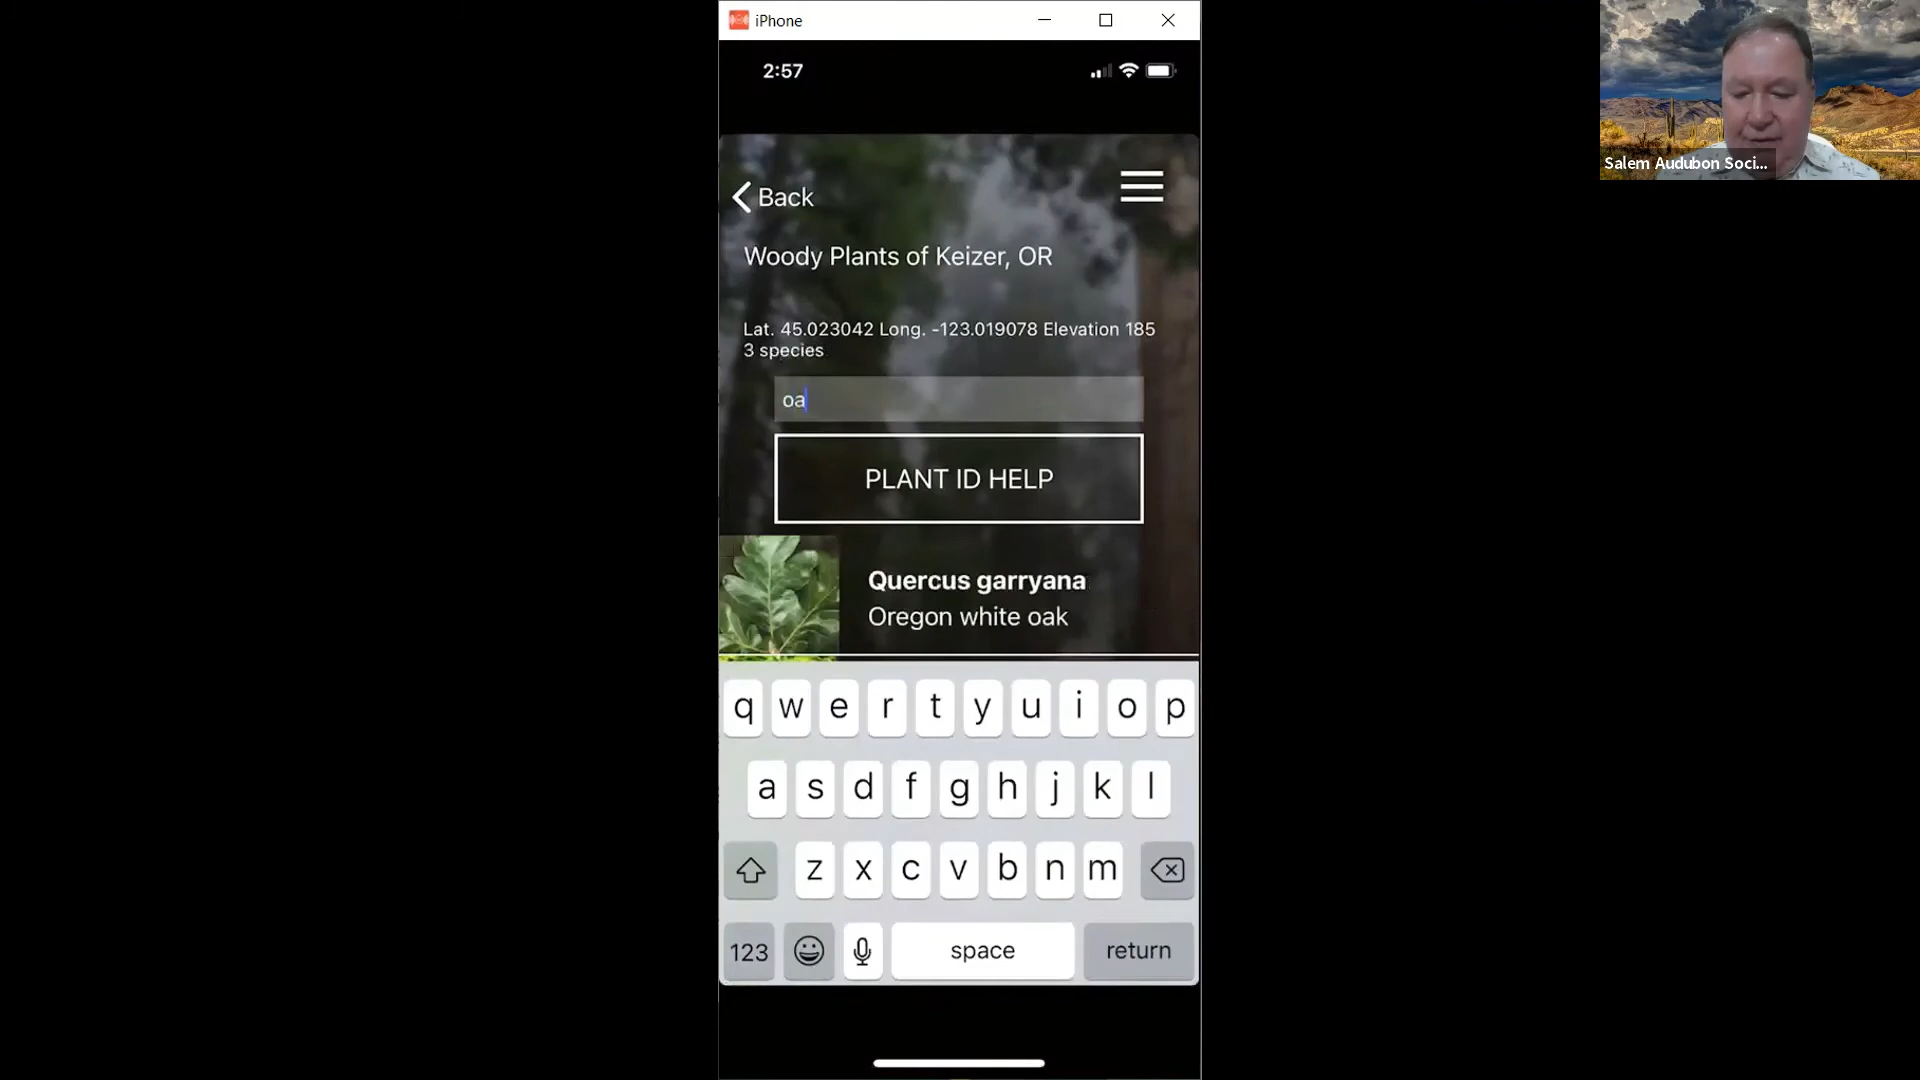 iPhone
2:57
Back
Woody Plants of Keizer, OR
Lat. 45.023042 Long. -123.019078 Elevation 185
3 species
oa
PLANT ID HELP
Quercus garryana
Oregon white oak
q w e r t y u i o p
a s d f g h j k l
z x c v b n m
123 space return
Salem Audubon Soci...